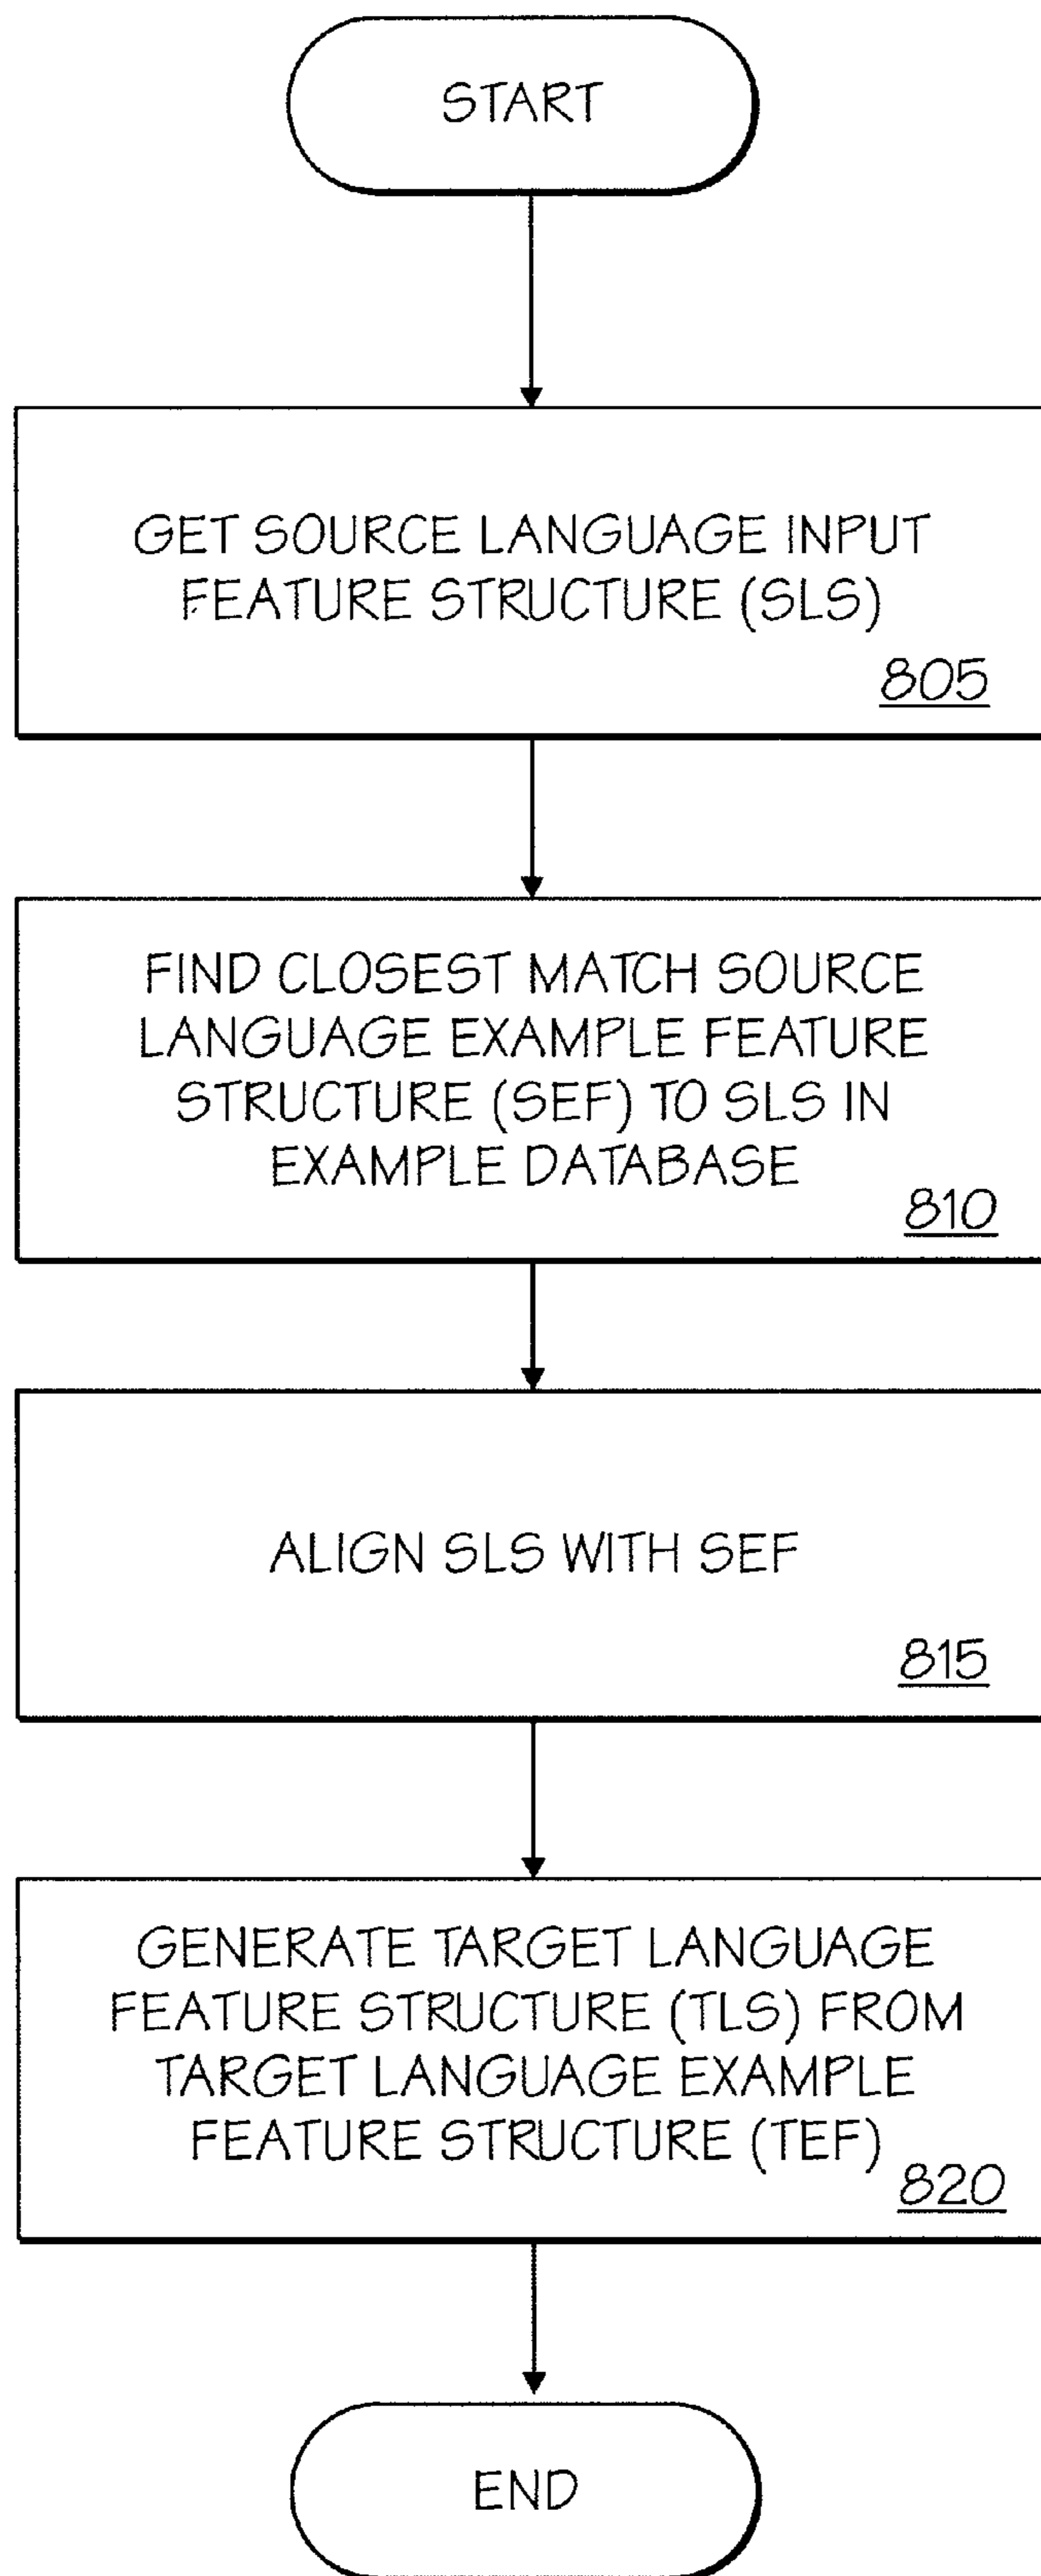 START
GET SOURCE LANGUAGE INPUT
FEATURE STRUCTURE (SLS)
805
FIND CLOSEST MATCH SOURCE
LANGUAGE EXAMPLE FEATURE
STRUCTURE (SEF) TO SLS IN
EXAMPLE DATABASE
810
ALIGN SLS WITH SEF
815
GENERATE TARGET LANGUAGE
FEATURE STRUCTURE (TLS) FROM
TARGET LANGUAGE EXAMPLE
FEATURE STRUCTURE (TEF)
820
END